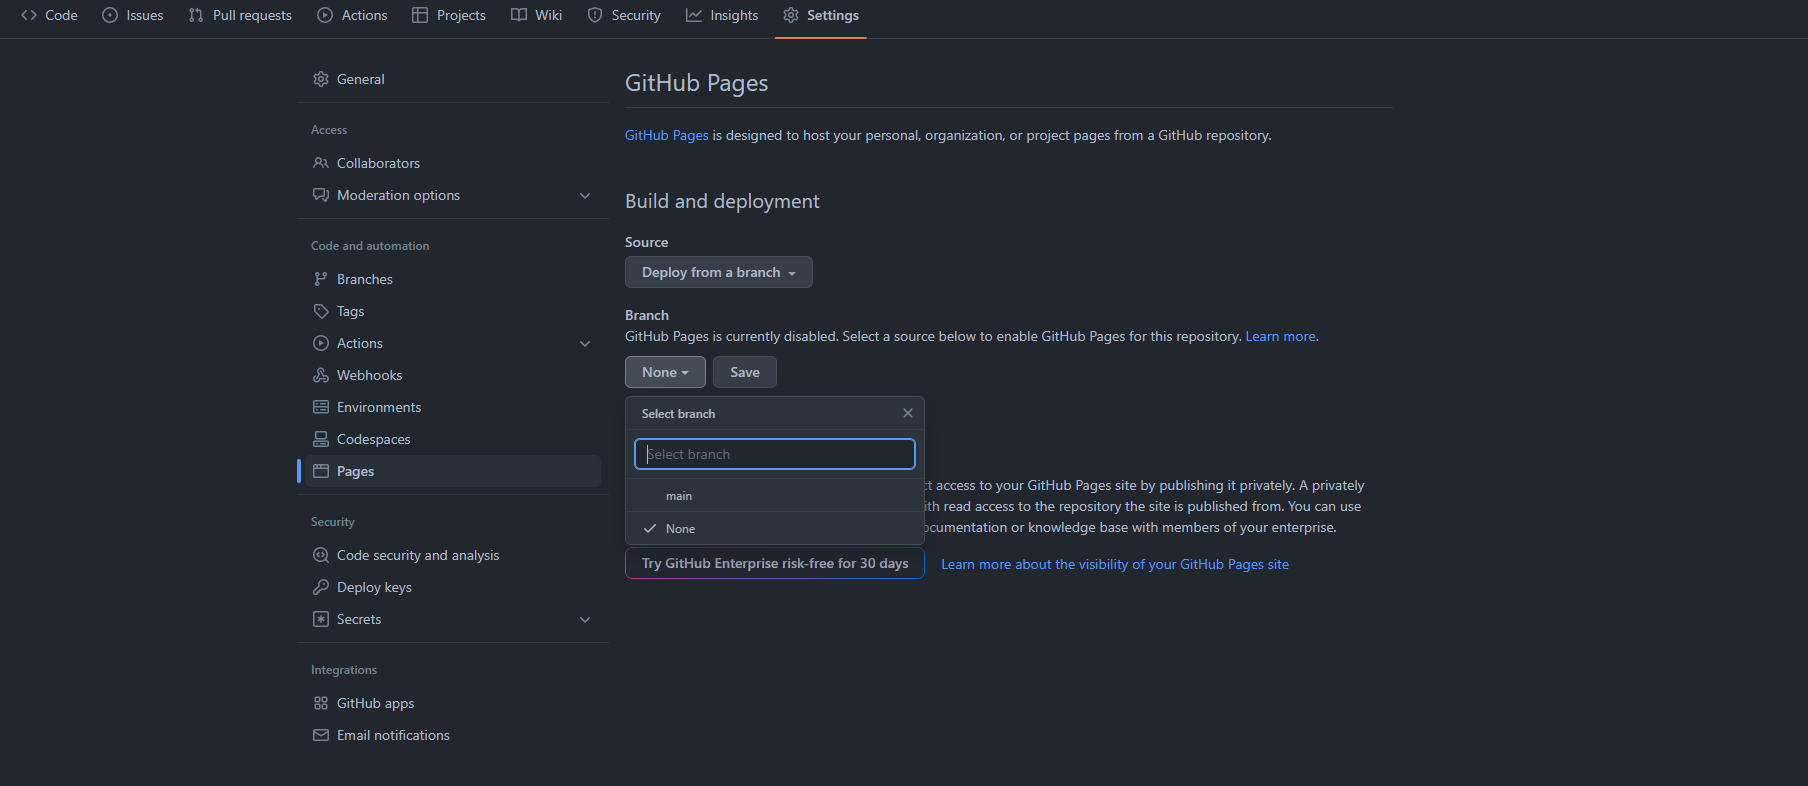 Code Issues Pull requests Actions Projects Wiki Security Insights Settings
General
Access
Collaborators
Moderation options
Code and automation
Branches
Tags
Actions
Webhooks
Environments
Codespaces
Pages
Security
Code security and analysis
Deploy keys
Secrets
Integrations
GitHub apps
Email notifications
GitHub Pages
GitHub Pages is designed to host your personal, organization, or project pages from a GitHub repository.
Build and deployment
Source
Deploy from a branch
Branch
GitHub Pages is currently disabled. Select a source below to enable GitHub Pages for this repository. Learn more.
None Save
Select branch
Select branch
main
None
access to your GitHub Pages site by publishing it privately. A privately
read access to the repository the site is published from. You can use
or knowledge base with members of your enterprise.
Try GitHub Enterprise risk-free for 30 days Learn more about the visibility of your GitHub Pages site